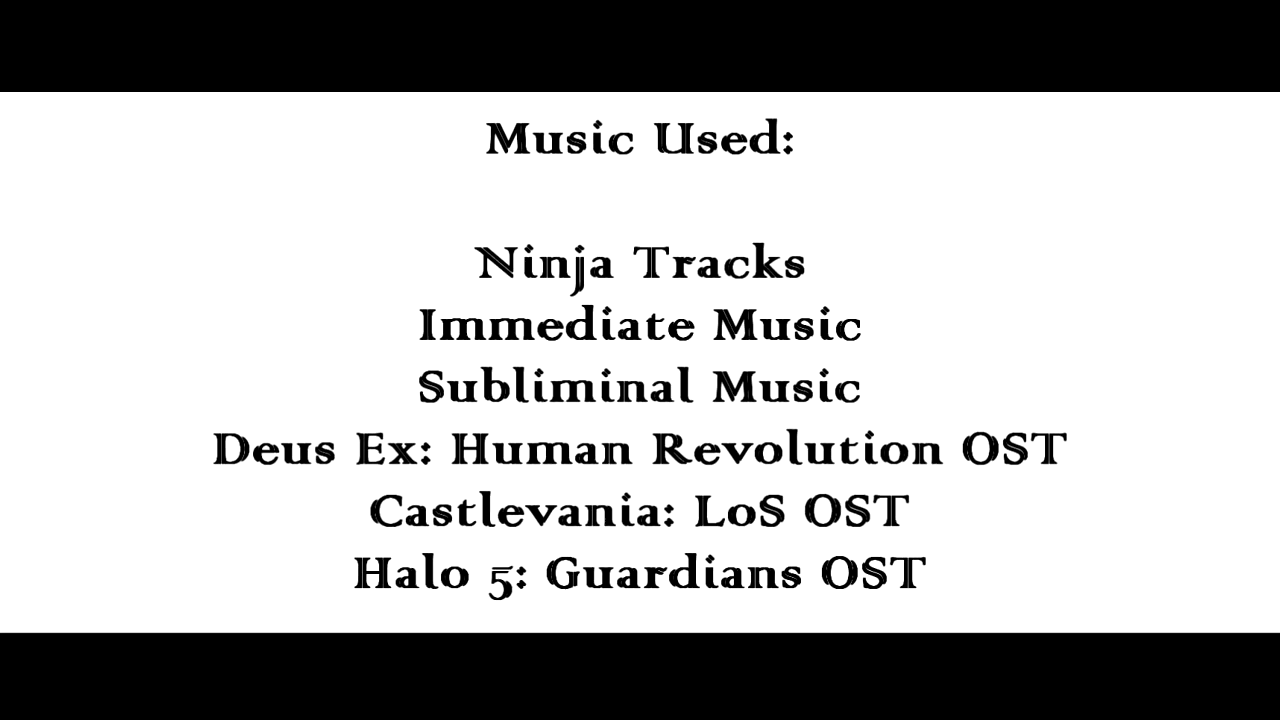 Music Used:
Ninja Tracks
Immediate Music
Subliminal Music
Deus Ex: Human Revolution OST
Castlevania: LoS OST
Halo 5: Guardians OST